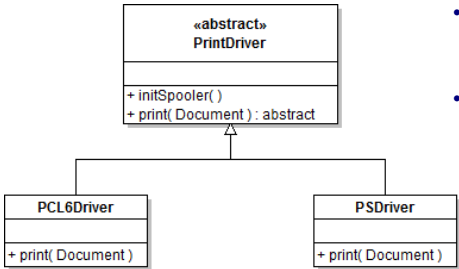 «abstract»
PrintDriver
+ initSpooler( )
+ print( Document ) : abstract
PCL6Driver
+ print( Document )
PSDriver
+ print( Document )